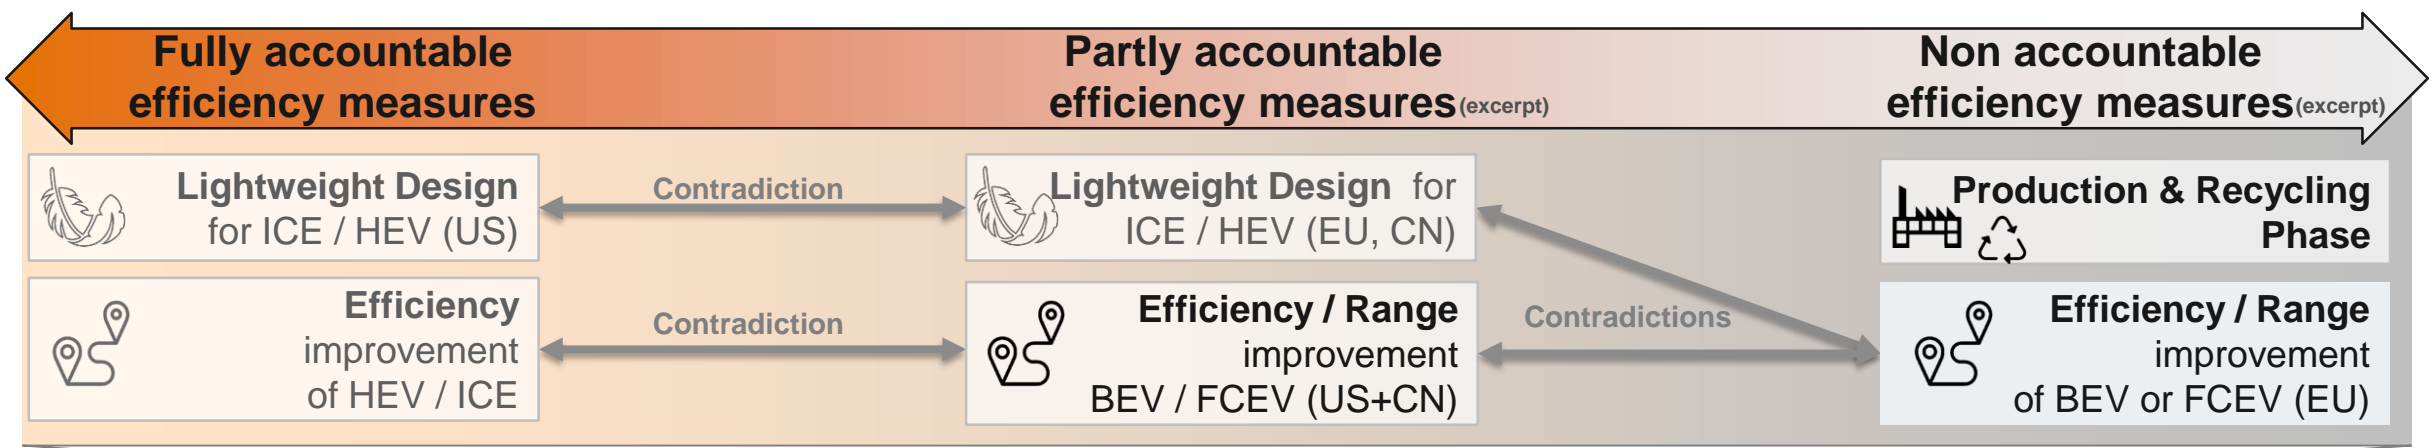 Fully accountable
efficiency measures
Partly accountable
efficiency measures(excerpt)
Non accountable
efficiency measures(excerpt)
Lightweight Design
for ICE / HEV (US)
Contradiction
Lightweight Design for
ICE / HEV (EU, CN)
Production & Recycling
Phase
Efficiency
improvement
of HEV / ICE
Contradiction
Efficiency / Range
improvement
BEV / FCEV (US+CN)
Contradictions
Efficiency / Range
improvement
of BEV or FCEV (EU)